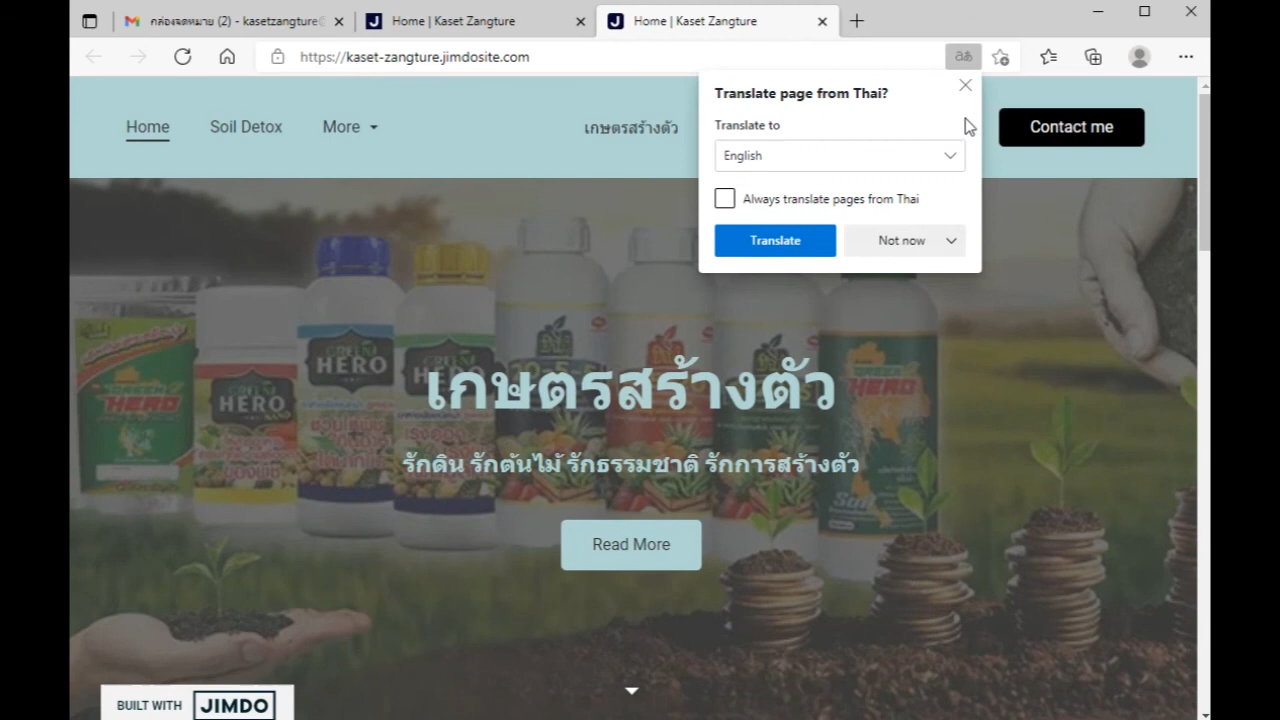 กล่องจดหมาย (2) - kasetzangture@
Home | Kaset Zangture
Home | Kaset Zangture
https://kaset-zangture.jimdosite.com
Translate page from Thai?
Translate to
English
Always translate pages from Thai
Translate
Not now
Home
Soil Detox
More
เกษตรสร้างตัว
Contact me
GREEN HERO
GREEN HERO
GREEN HERO
HERO
เกษตรสร้างตัว
รักดิน รักต้นไม้ รักธรรมชาติ รักการสร้างตัว
Read More
BUILT WITH JIMDO